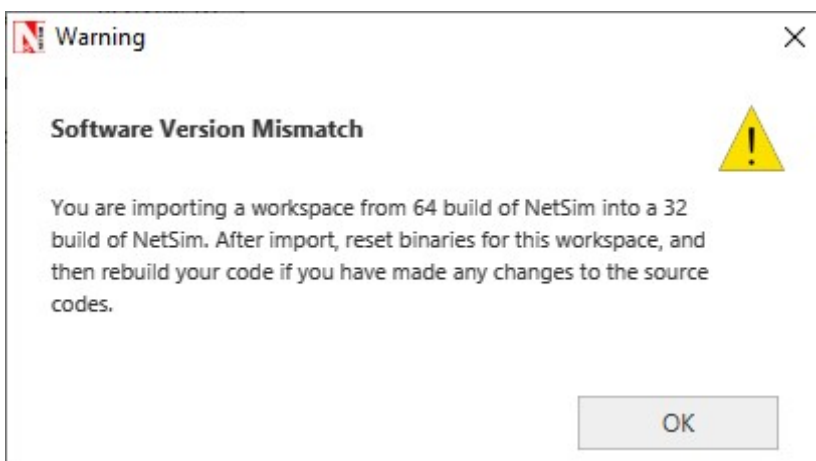 Warning
Software Version Mismatch
You are importing a workspace from 64 build of NetSim into a 32
build of NetSim. After import, reset binaries for this workspace, and
then rebuild your code if you have made any changes to the source
codes.
OK